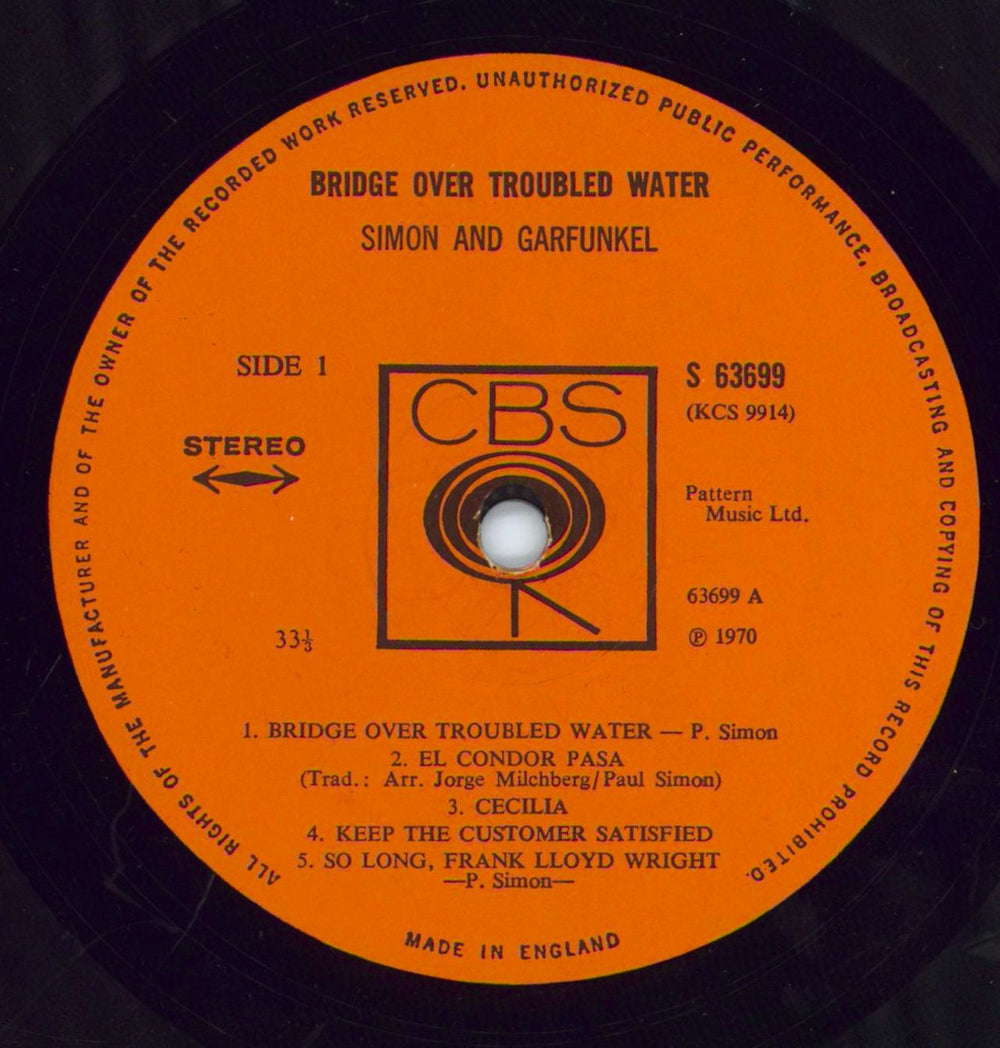 ALL RIGHTS OF THE MANUFACTURER AND OF THE OWNER OF THE RECORDED WORK RESERVED. UNAUTHORIZED PUBLIC PERFORMANCE, BROADCASTING AND COPYING OF THIS RECORD PROHIBITED.
BRIDGE OVER TROUBLED WATER
SIMON AND GARFUNKEL
SIDE 1
STEREO
33⅓
CBS
S 63699
(KCS 9914)
Pattern
Music Ltd.
63699 A
℗ 1970
1. BRIDGE OVER TROUBLED WATER — P. Simon
2. EL CONDOR PASA
(Trad.: Arr. Jorge Milchberg/Paul Simon)
3. CECILIA
4. KEEP THE CUSTOMER SATISFIED
5. SO LONG, FRANK LLOYD WRIGHT
—P. Simon—
MADE IN ENGLAND